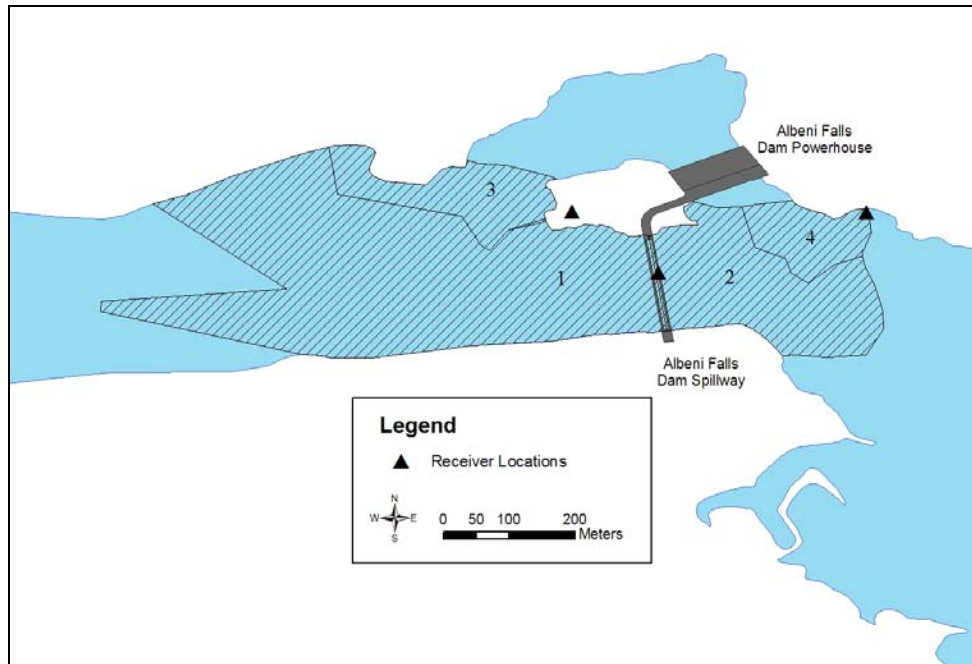 Albeni Falls
Dam Powerhouse
3
4
1
2
Albeni Falls
Dam Spillway
Legend
Receiver Locations
N
W E
S
0 50 100 200
Meters